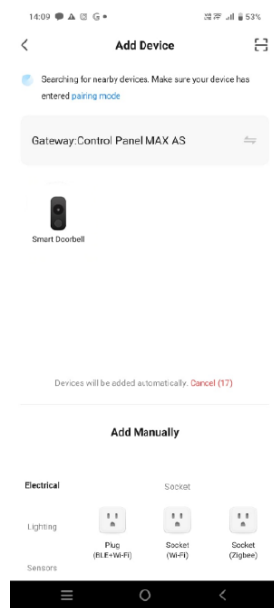 14:09 53%
Add Device
Searching for nearby devices. Make sure your device has
entered pairing mode
Gateway:Control Panel MAX AS
Smart Doorbell
Devices will be added automatically. Cancel (17)
Add Manually
Electrical Socket
Lighting
Plug Socket Socket
(BLE+Wi-Fi) (Wi-Fi) (Zigbee)
Sensors